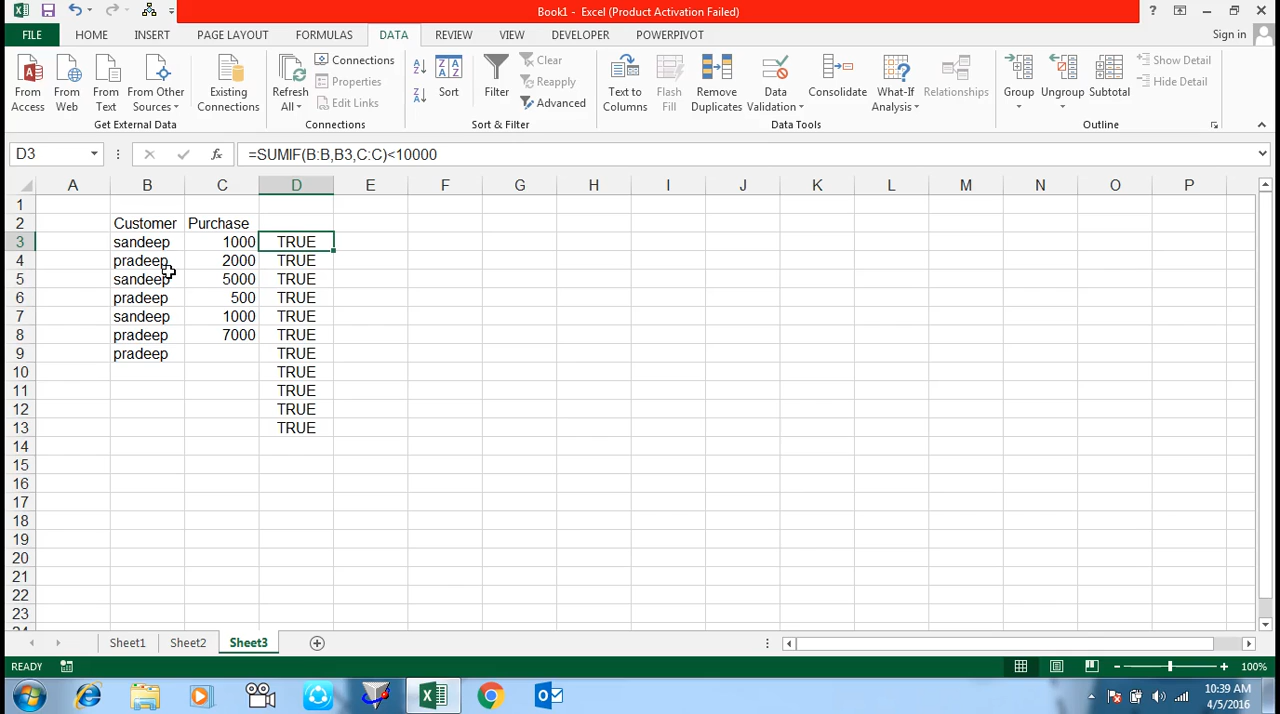 Book1 - Excel (Product Activation Failed)
FILE HOME INSERT PAGE LAYOUT FORMULAS DATA REVIEW VIEW DEVELOPER POWERPIVOT Sign in
From Access
From Web
From Text
From Other Sources
Existing Connections
Get External Data
Refresh All
Connections
Properties
Edit Links
Connections
Sort
Filter
Clear
Reapply
Advanced
Sort & Filter
Text to Columns
Flash Fill
Remove Duplicates
Data Validation
Consolidate
What-If Analysis
Relationships
Data Tools
Group
Ungroup
Subtotal
Show Detail
Hide Detail
Outline
D3 fx =SUMIF(B:B,B3,C:C)<10000
A B C D E F G H I J K L M N O P
1
2 Customer Purchase
3 sandeep 1000 TRUE
4 pradeep 2000 TRUE
5 sandeep 5000 TRUE
6 pradeep 500 TRUE
7 sandeep 1000 TRUE
8 pradeep 7000 TRUE
9 pradeep TRUE
10 TRUE
11 TRUE
12 TRUE
13 TRUE
14
15
16
17
18
19
20
21
22
23
Sheet1 Sheet2 Sheet3
READY 100%
10:39 AM
4/5/2016